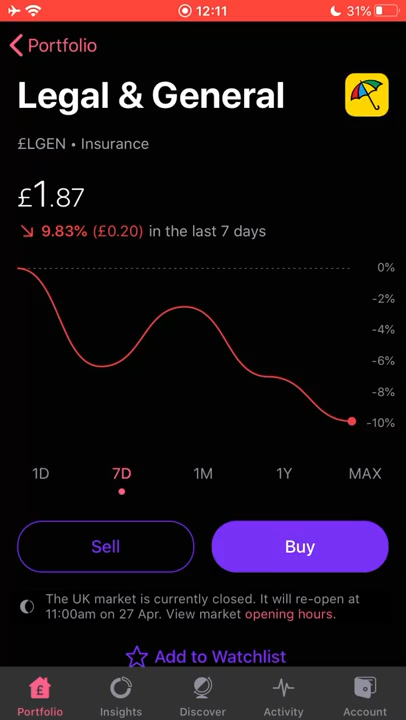 12:11
31%
Portfolio
Legal & General
£LGEN • Insurance
£1.87
9.83% (£0.20) in the last 7 days
0%
-2%
-4%
-6%
-8%
-10%
1D 7D 1M 1Y MAX
Sell Buy
The UK market is currently closed. It will re-open at
11:00am on 27 Apr. View market opening hours.
Add to Watchlist
£
Portfolio Insights Discover Activity Account